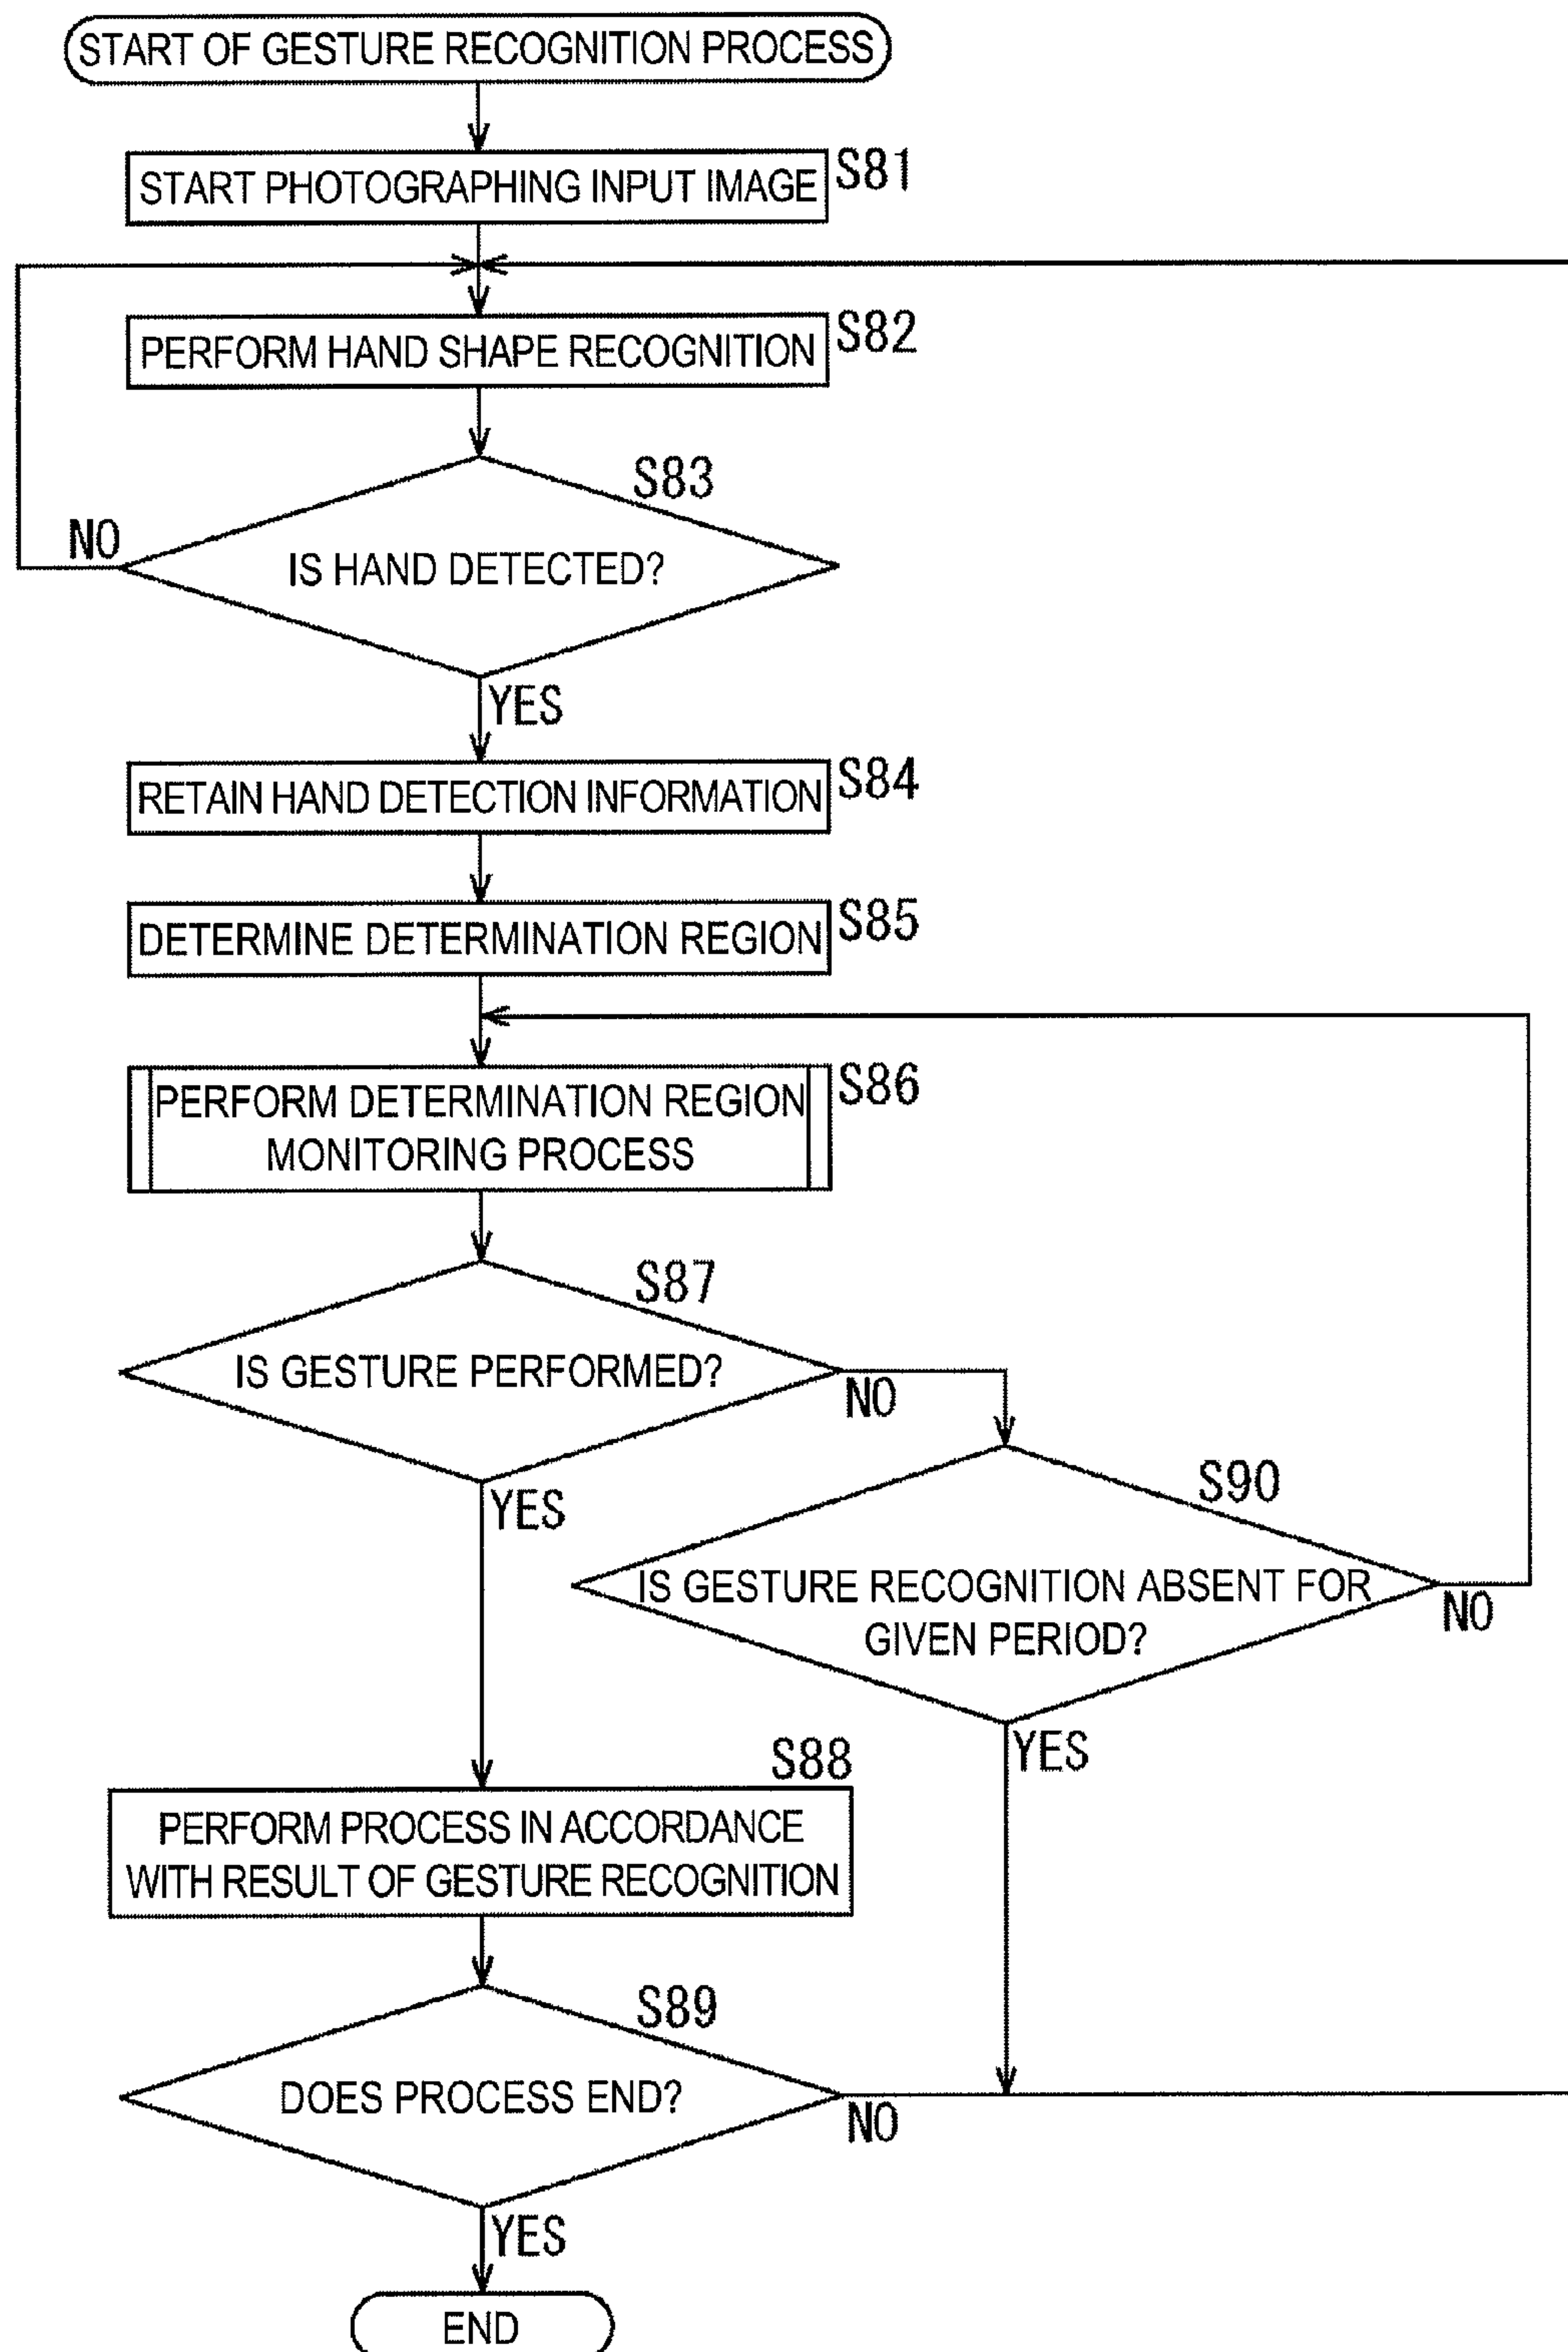 START OF GESTURE RECOGNITION PROCESS
START PHOTOGRAPHING INPUT IMAGE
S81
PERFORM HAND SHAPE RECOGNITION
S82
S83
NO
IS HAND DETECTED?
YES
RETAIN HAND DETECTION INFORMATION
S84
DETERMINE DETERMINATION REGION
S85
PERFORM DETERMINATION REGION
MONITORING PROCESS
S86
S87
IS GESTURE PERFORMED?
NO
YES
S90
IS GESTURE RECOGNITION ABSENT FOR
GIVEN PERIOD?
NO
YES
S88
PERFORM PROCESS IN ACCORDANCE
WITH RESULT OF GESTURE RECOGNITION
S89
DOES PROCESS END?
NO
YES
END